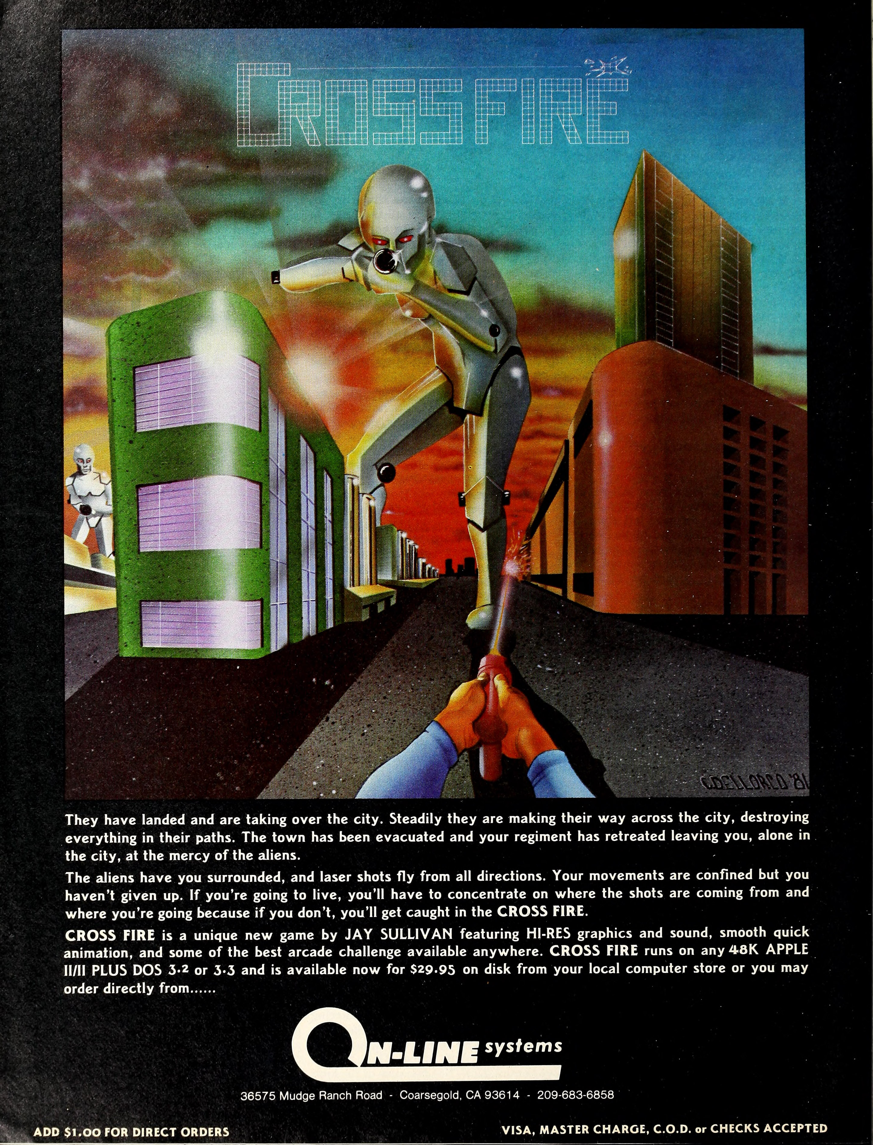 CROSSFIRE
C.DELLORCO '81
They have landed and are taking over the city. Steadily they are making their way across the city, destroying
everything in their paths. The town has been evacuated and your regiment has retreated leaving you, alone in
the city, at the mercy of the aliens.
The aliens have you surrounded, and laser shots fly from all directions. Your movements are confined but you
haven't given up. If you're going to live, you'll have to concentrate on where the shots are coming from and
where you're going because if you don't, you'll get caught in the CROSS FIRE.
CROSS FIRE is a unique new game by JAY SULLIVAN featuring HI-RES graphics and sound, smooth quick
animation, and some of the best arcade challenge available anywhere. CROSS FIRE runs on any 48K APPLE
II/II PLUS DOS 3.2 or 3.3 and is available now for $29.95 on disk from your local computer store or you may
order directly from......
ON-LINE systems
36575 Mudge Ranch Road - Coarsegold, CA 93614 - 209-683-6858
ADD $1.00 FOR DIRECT ORDERS
VISA, MASTER CHARGE, C.O.D. or CHECKS ACCEPTED